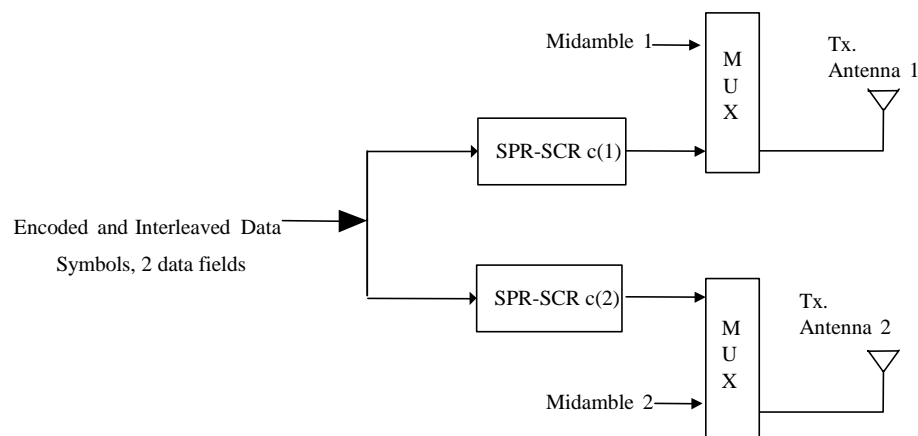 Midamble 1
M
U
X
Tx.
Antenna 1
SPR-SCR c(1)
Encoded and Interleaved Data
Symbols, 2 data fields
SPR-SCR c(2)
M
U
X
Tx.
Antenna 2
Midamble 2